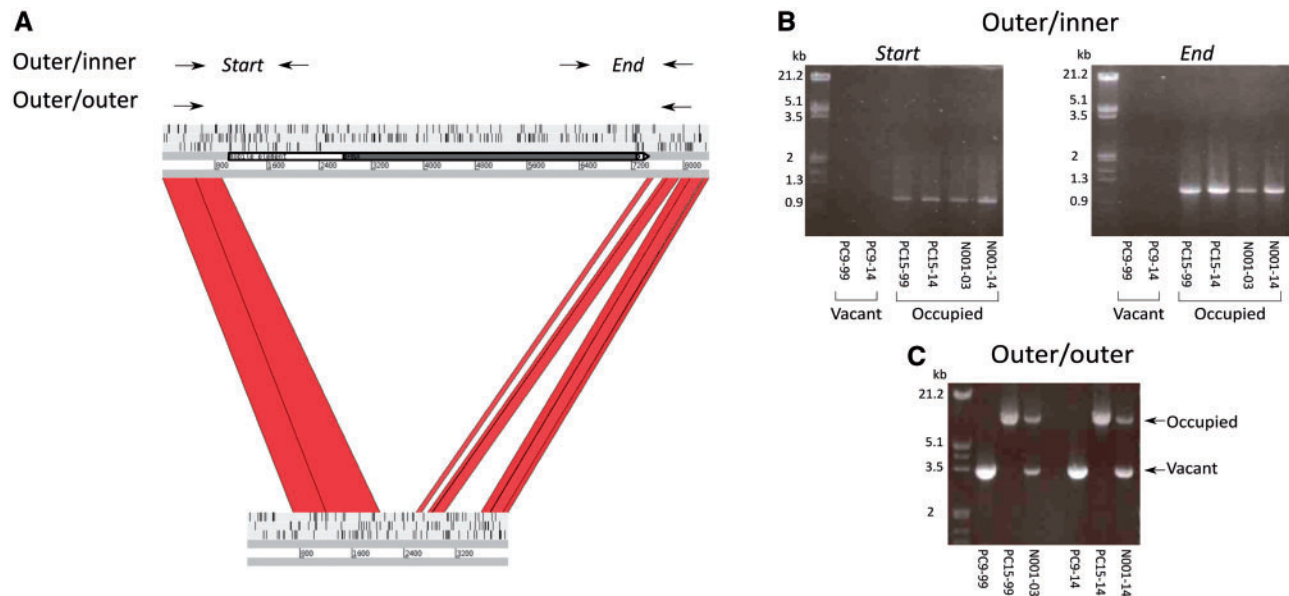 A
Outer/inner
Start
End
Outer/outer
800
1600
2400
3200
4000
4800
5600
6400
7200
8000
800
1600
2400
3200
B
Outer/inner
Start
End
kb
21.2
5.1
3.5
2
1.3
0.9
PC9-99
PC9-14
PC15-99
PC15-14
N001-03
N001-14
Vacant
Occupied
kb
21.2
5.1
3.5
2
1.3
0.9
PC9-99
PC9-14
PC15-99
PC15-14
N001-03
N001-14
Vacant
Occupied
C
Outer/outer
kb
21.2
5.1
3.5
2
Occupied
Vacant
PC9-99
PC15-99
N001-03
PC9-14
PC15-14
N001-14